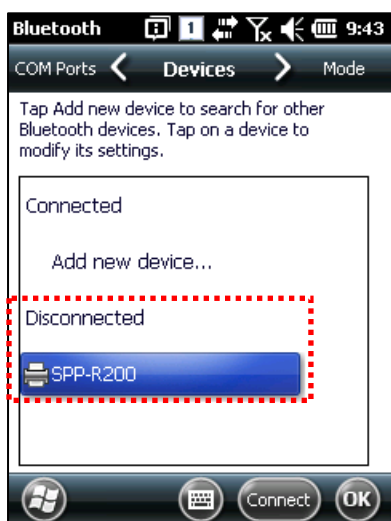 Bluetooth 1 9:43
COM Ports Devices Mode
Tap Add new device to search for other
Bluetooth devices. Tap on a device to
modify its settings.
Connected
Add new device...
Disconnected
SPP-R200
Connect OK